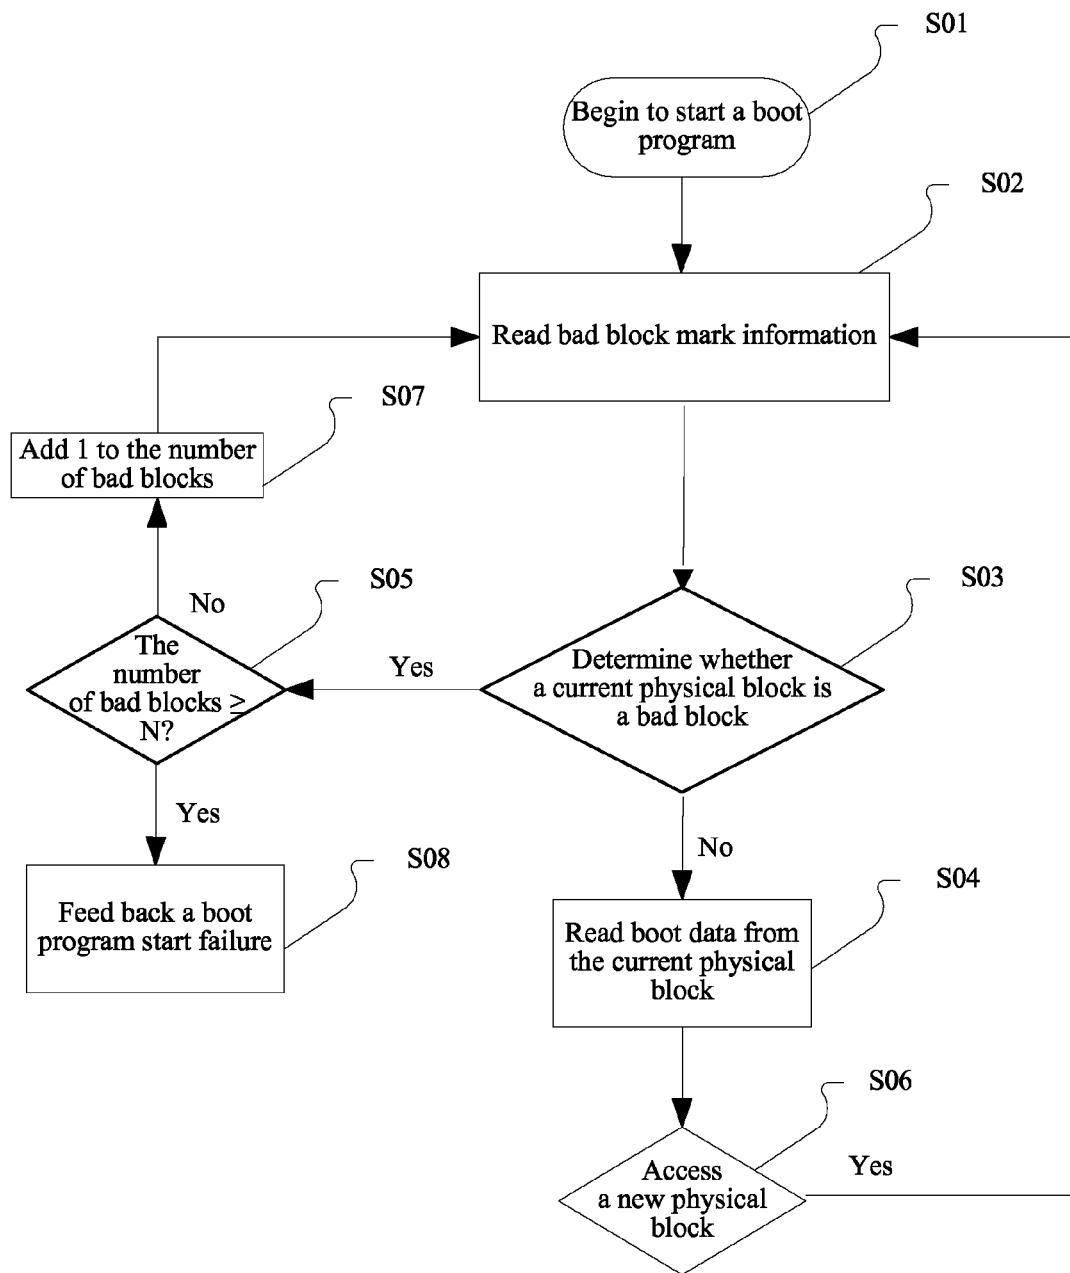 S01
Begin to start a boot
program
S02
Read bad block mark information
S07
Add 1 to the number
of bad blocks
S05
No
The
number
of bad blocks ≥
N?
Yes
S03
Determine whether
a current physical block is
a bad block
Yes
S08
Feed back a boot
program start failure
No
S04
Read boot data from
the current physical
block
S06
Access
a new physical
block
Yes